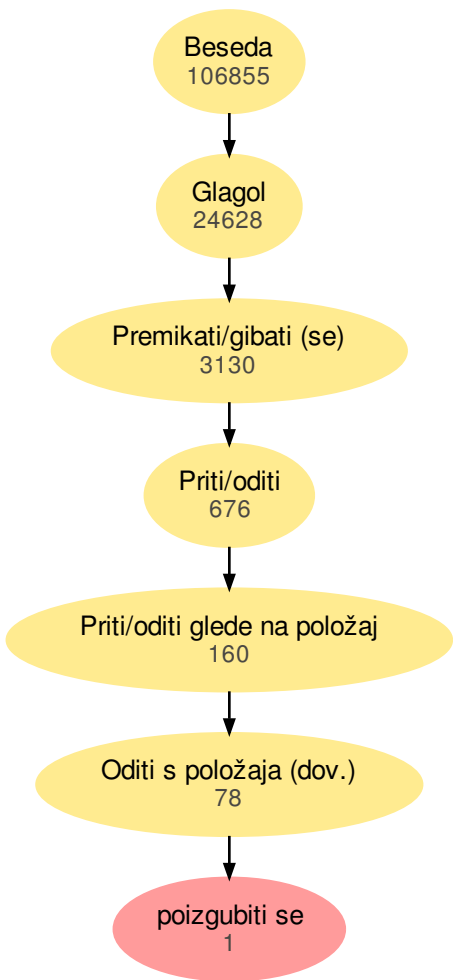 Beseda
106855
Glagol
24628
Premikati/gibati (se)
3130
Priti/oditi
676
Priti/oditi glede na položaj
160
Oditi s položaja (dov.)
78
poizgubiti se
1